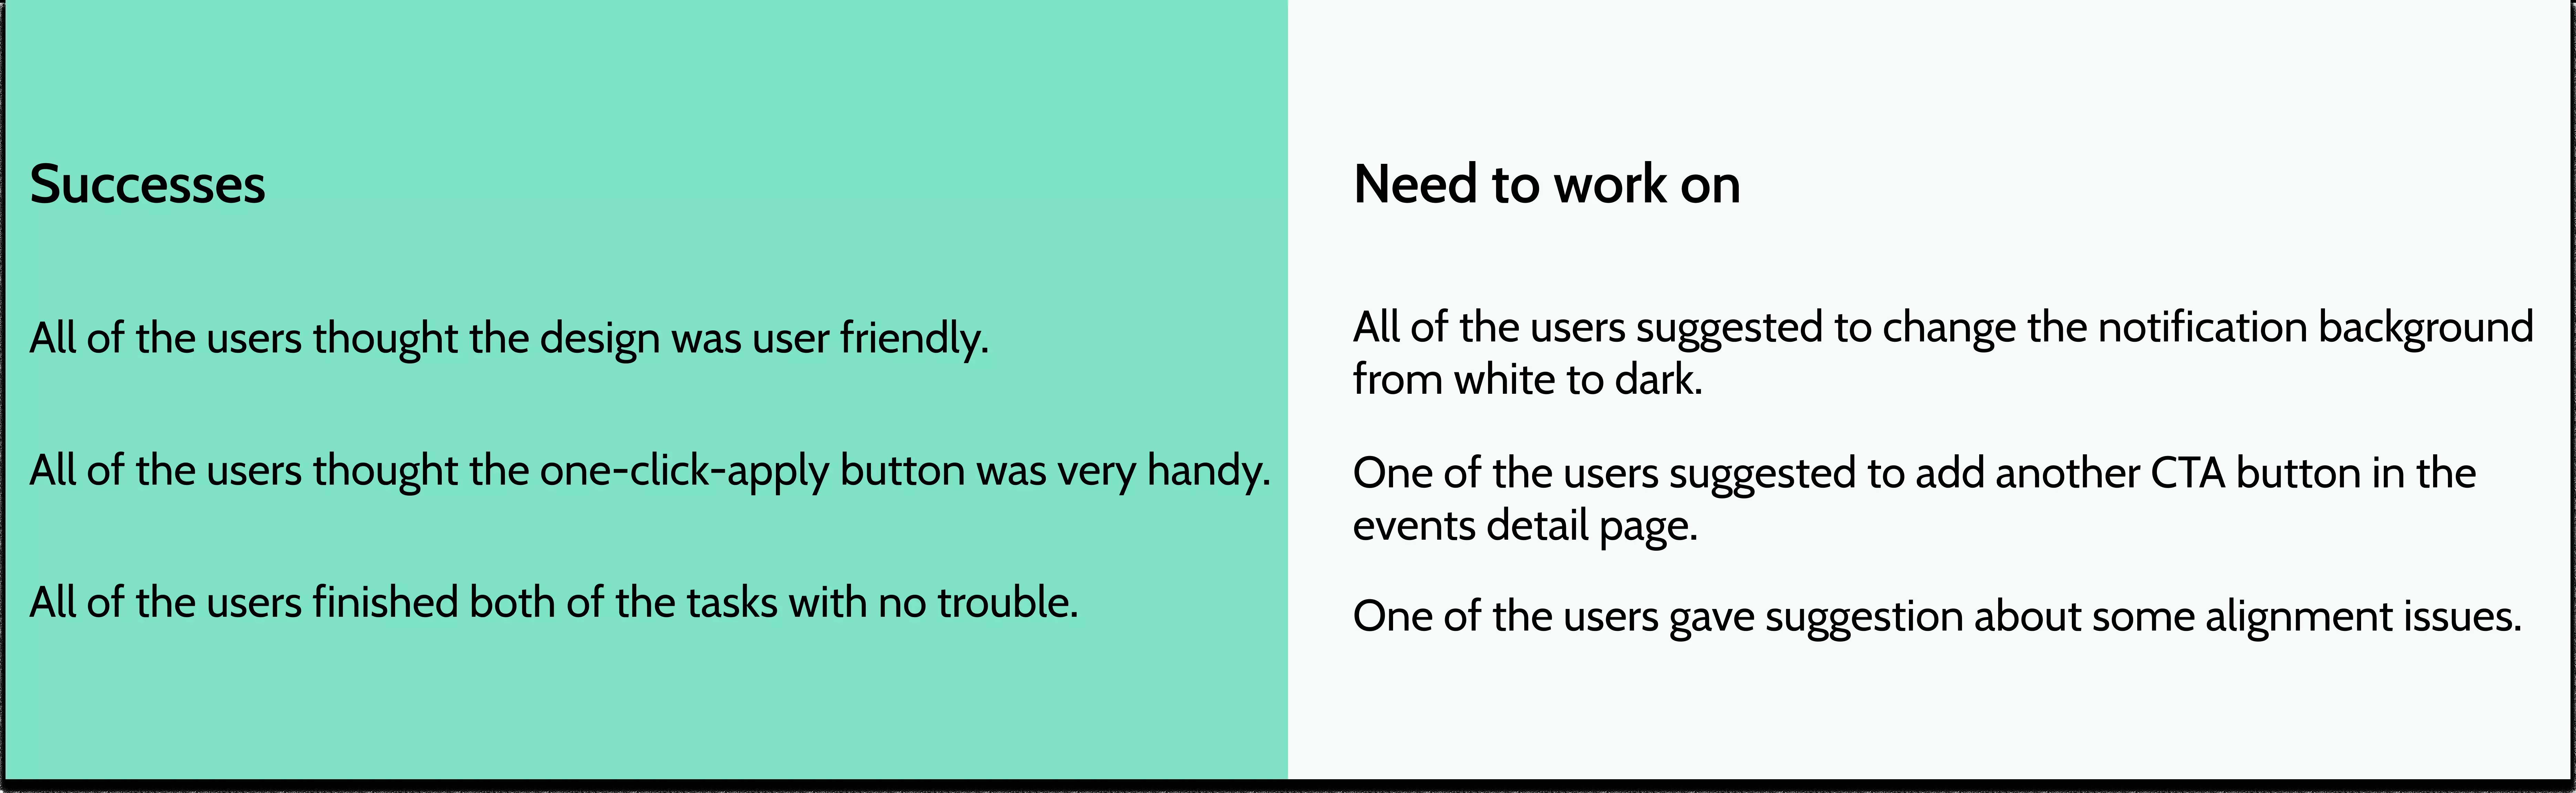 Successes
All of the users thought the design was user friendly.
All of the users thought the one-click-apply button was very handy.
All of the users finished both of the tasks with no trouble.
Need to work on
All of the users suggested to change the notification background
from white to dark.
One of the users suggested to add another CTA button in the
events detail page.
One of the users gave suggestion about some alignment issues.